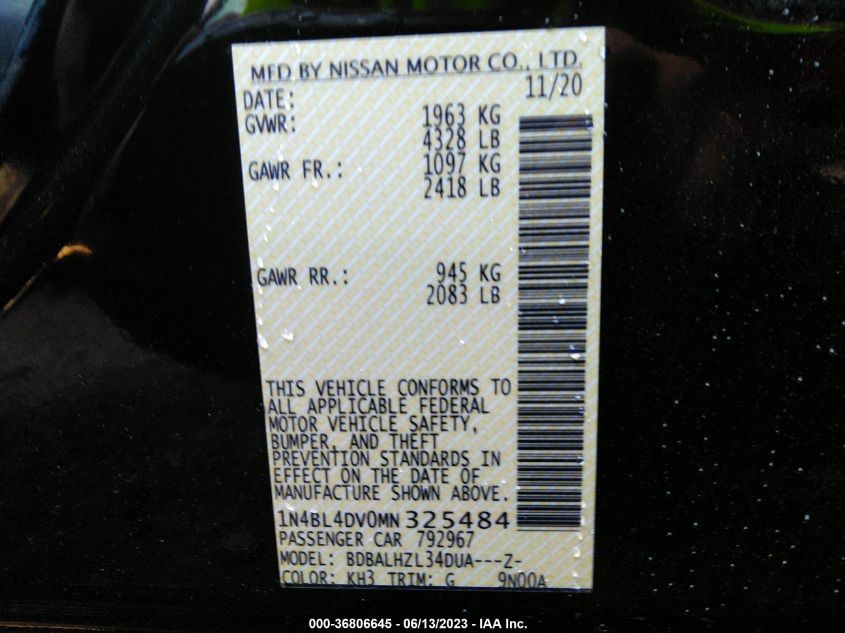 MFD BY NISSAN MOTOR CO., LTD.
DATE: 11/20
GVWR: 1963 KG
4328 LB
GAWR FR.: 1097 KG
2418 LB
GAWR RR.: 945 KG
2083 LB
THIS VEHICLE CONFORMS TO
ALL APPLICABLE FEDERAL
MOTOR VEHICLE SAFETY,
BUMPER, AND THEFT
PREVENTION STANDARDS IN
EFFECT ON THE DATE OF
MANUFACTURE SHOWN ABOVE.
1N4BL4DV0MN325484
PASSENGER CAR 792967
MODEL: BDBALHZL34DUA---Z-
COLOR: KH3 TRIM: G 9N00A
000-36806645 - 06/13/2023 - IAA Inc.